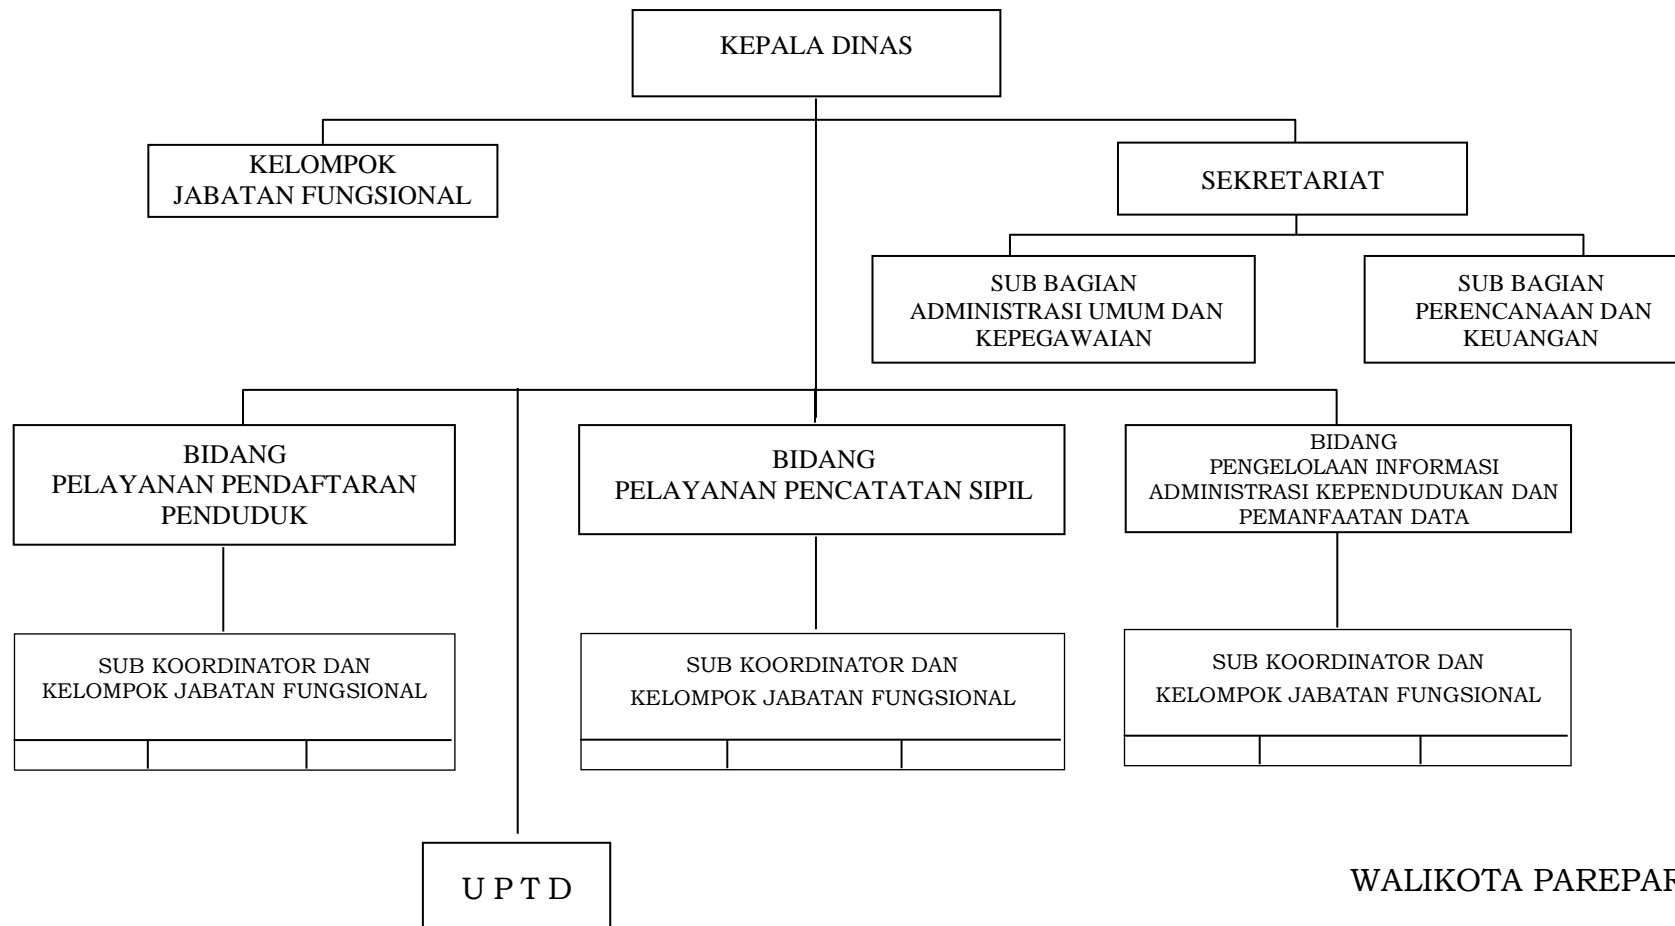 KEPALA DINAS
KELOMPOK
JABATAN FUNGSIONAL
SEKRETARIAT
SUB BAGIAN
ADMINISTRASI UMUM DAN
KEPEGAWAIAN
SUB BAGIAN
PERENCANAAN DAN
KEUANGAN
BIDANG
PELAYANAN PENDAFTARAN
PENDUDUK
BIDANG
PELAYANAN PENCATATAN SIPIL
BIDANG
PENGELOLAAN INFORMASI
ADMINISTRASI KEPENDUDUKAN DAN
PEMANFAATAN DATA
SUB KOORDINATOR DAN
KELOMPOK JABATAN FUNGSIONAL
SUB KOORDINATOR DAN
KELOMPOK JABATAN FUNGSIONAL
SUB KOORDINATOR DAN
KELOMPOK JABATAN FUNGSIONAL
U P T D
WALIKOTA PAREPAR